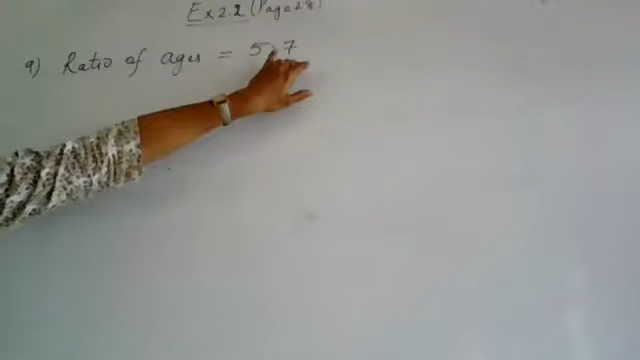 Ex 2.2 (Page 28)
9) Ratio of ages = 5:7